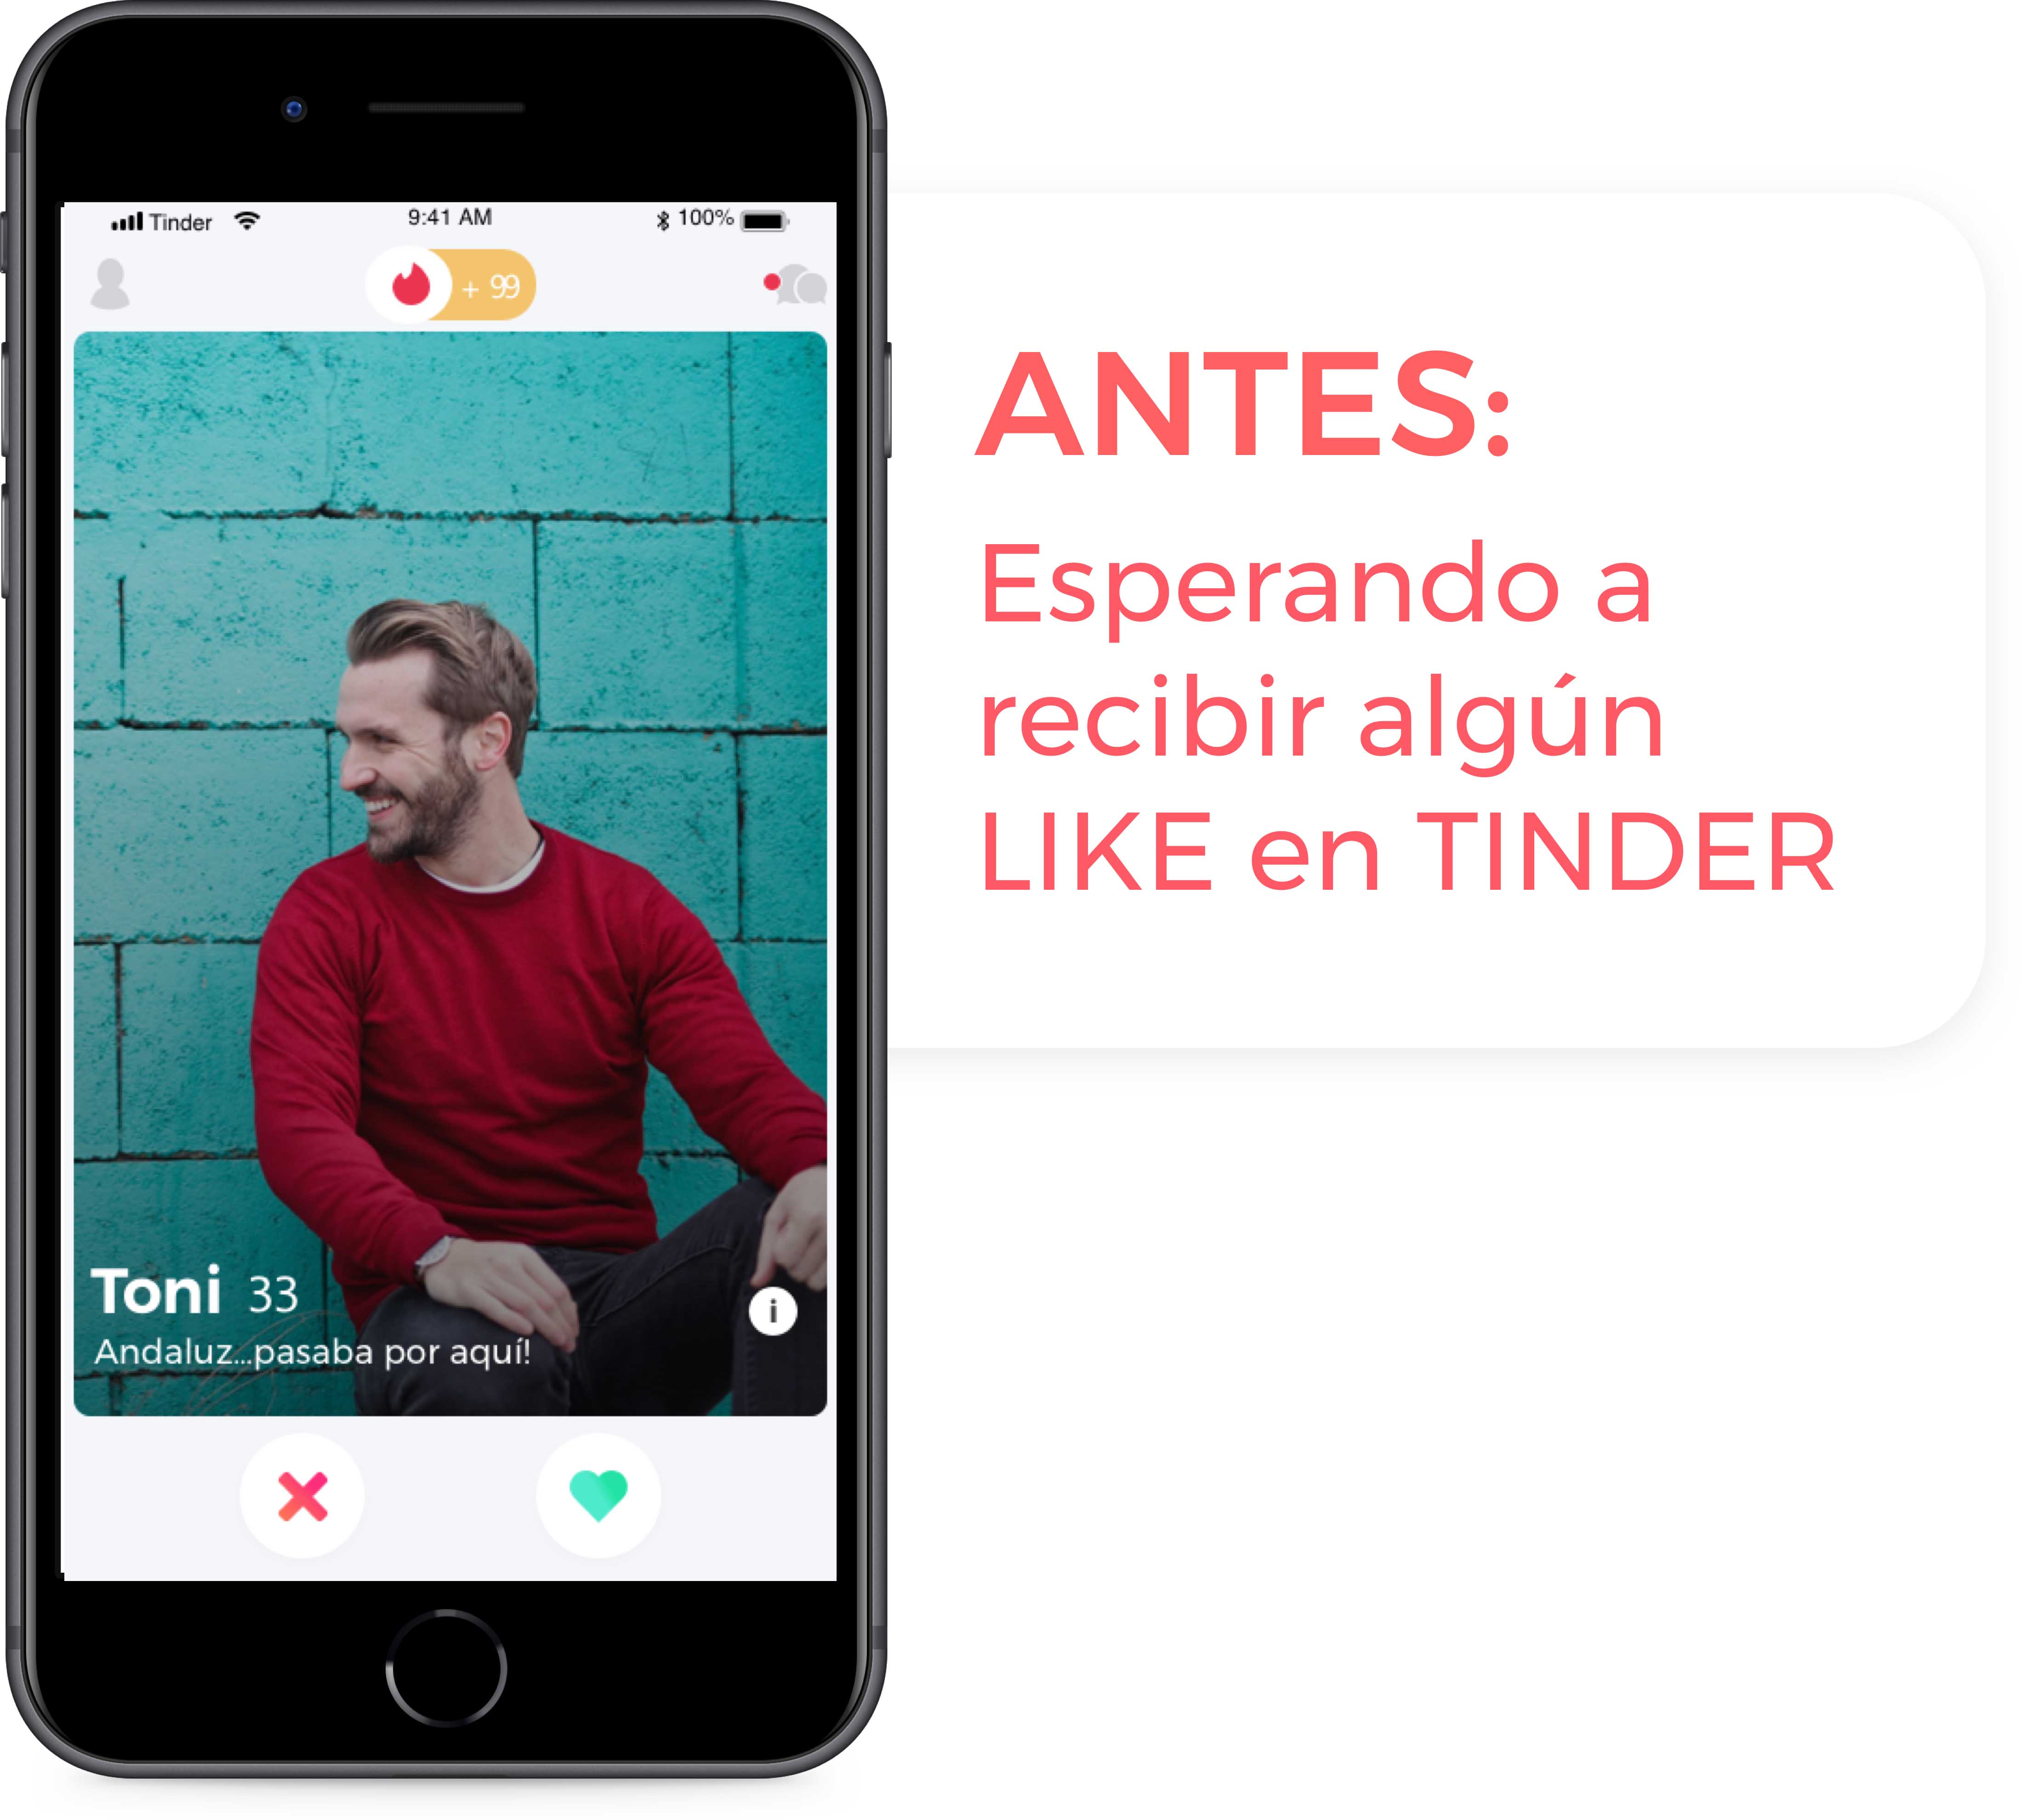 Tinder 9:41 AM 100%
+ 99
Toni 33
Andaluz...pasaba por aquí!
i
ANTES:
Esperando a
recibir algún
LIKE en TINDER